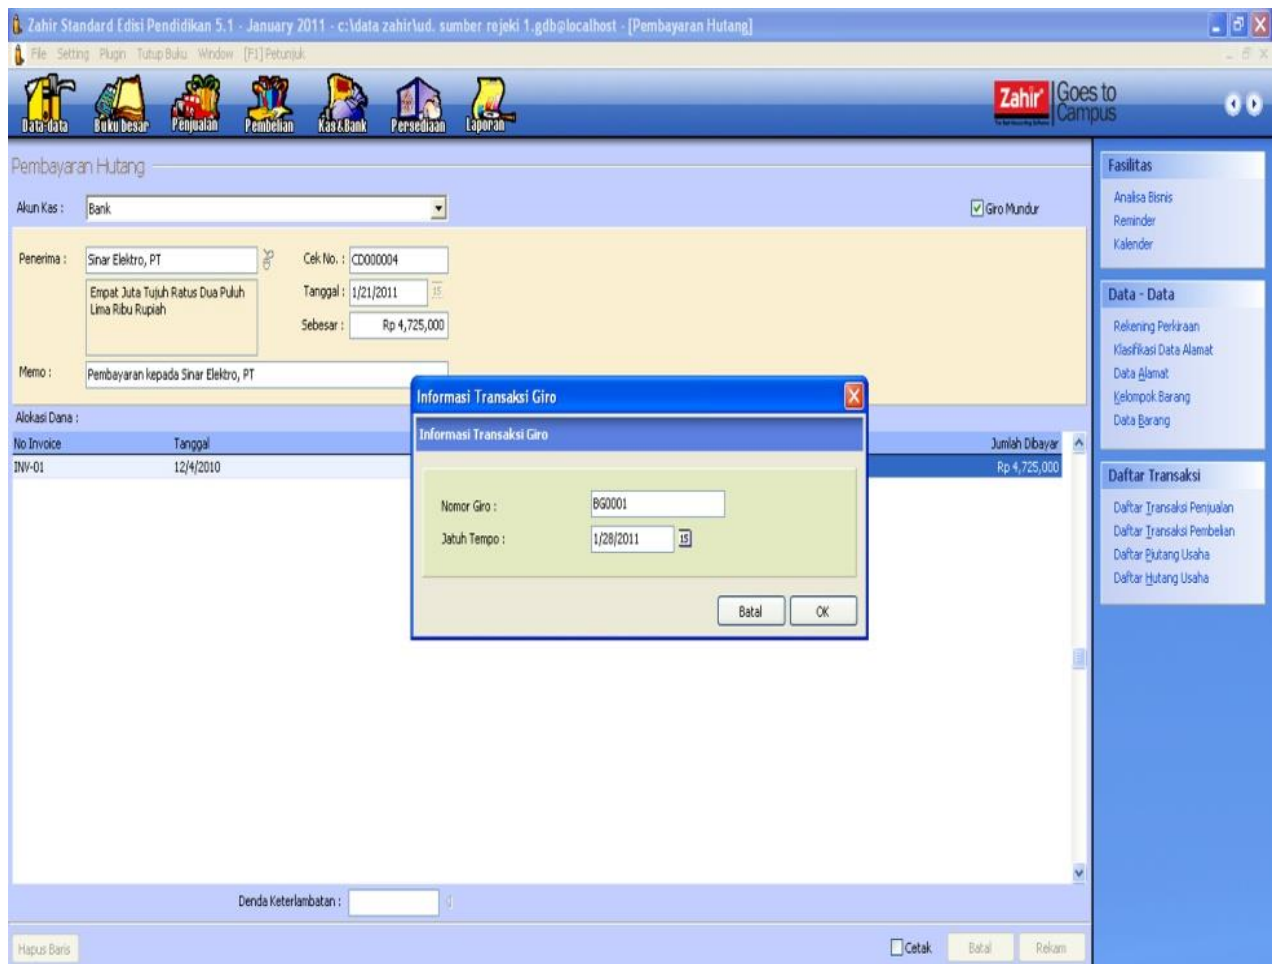 Zahir Standard Edisi Pendidikan 5.1 - January 2011 - c:\data zahir\ud. sumber rejeki 1.gdb@localhost - [Pembayaran Hutang]
File Setting Plugin Tutup Buku Window [F1] Petunjuk
Data-data Buku besar Penjualan Pembelian Kas&Bank Persediaan Laporan
Zahir Goes to
Campus
Pembayaran Hutang
Akun Kas : Bank Giro Mundur
Penerima : Sinar Elektro, PT Cek No. : CD000004
Empat Juta Tujuh Ratus Dua Puluh
Lima Ribu Rupiah
Tanggal : 1/21/2011 15
Sebesar : Rp 4,725,000
Memo : Pembayaran kepada Sinar Elektro, PT
Alokasi Dana :
No Invoice Tanggal Jumlah Dibayar
INV-01 12/4/2010 Rp 4,725,000
Informasi Transaksi Giro
Informasi Transaksi Giro
Nomor Giro : BG0001
Jatuh Tempo : 1/28/2011 15
Batal OK
Denda Keterlambatan :
Hapus Baris Cetak Batal Rekam
Fasilitas
Analisa Bisnis
Reminder
Kalender
Data - Data
Rekening Perkiraan
Klasifikasi Data Alamat
Data Alamat
Kelompok Barang
Data Barang
Daftar Transaksi
Daftar Transaksi Penjualan
Daftar Transaksi Pembelian
Daftar Piutang Usaha
Daftar Hutang Usaha